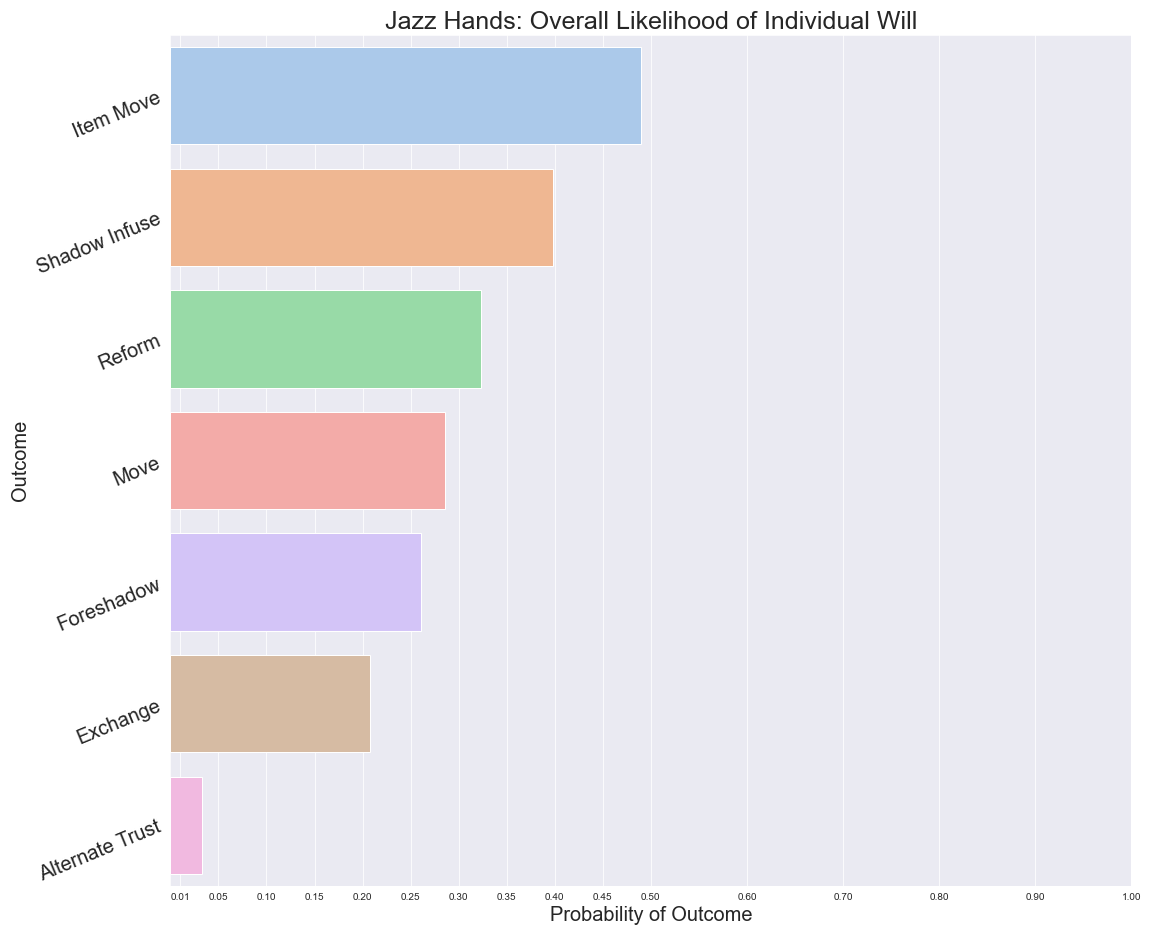 Jazz Hands: Overall Likelihood of Individual Will
Item Move
Shadow Infuse
Reform
Move
Foreshadow
Exchange
Alternate Trust
Outcome
0.01 0.05 0.10 0.15 0.20 0.25 0.30 0.35 0.40 0.45 0.50 0.60 0.70 0.80 0.90 1.00
Probability of Outcome